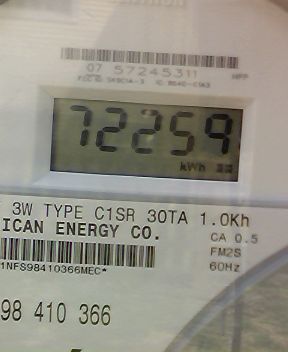 07 57245311
72259
kWh
3W TYPE C1SR 30TA 1.0Kh
ICAN ENERGY CO.
CA 0.5
FM2S
60Hz
1NFS98410366MEC*
98 410 366